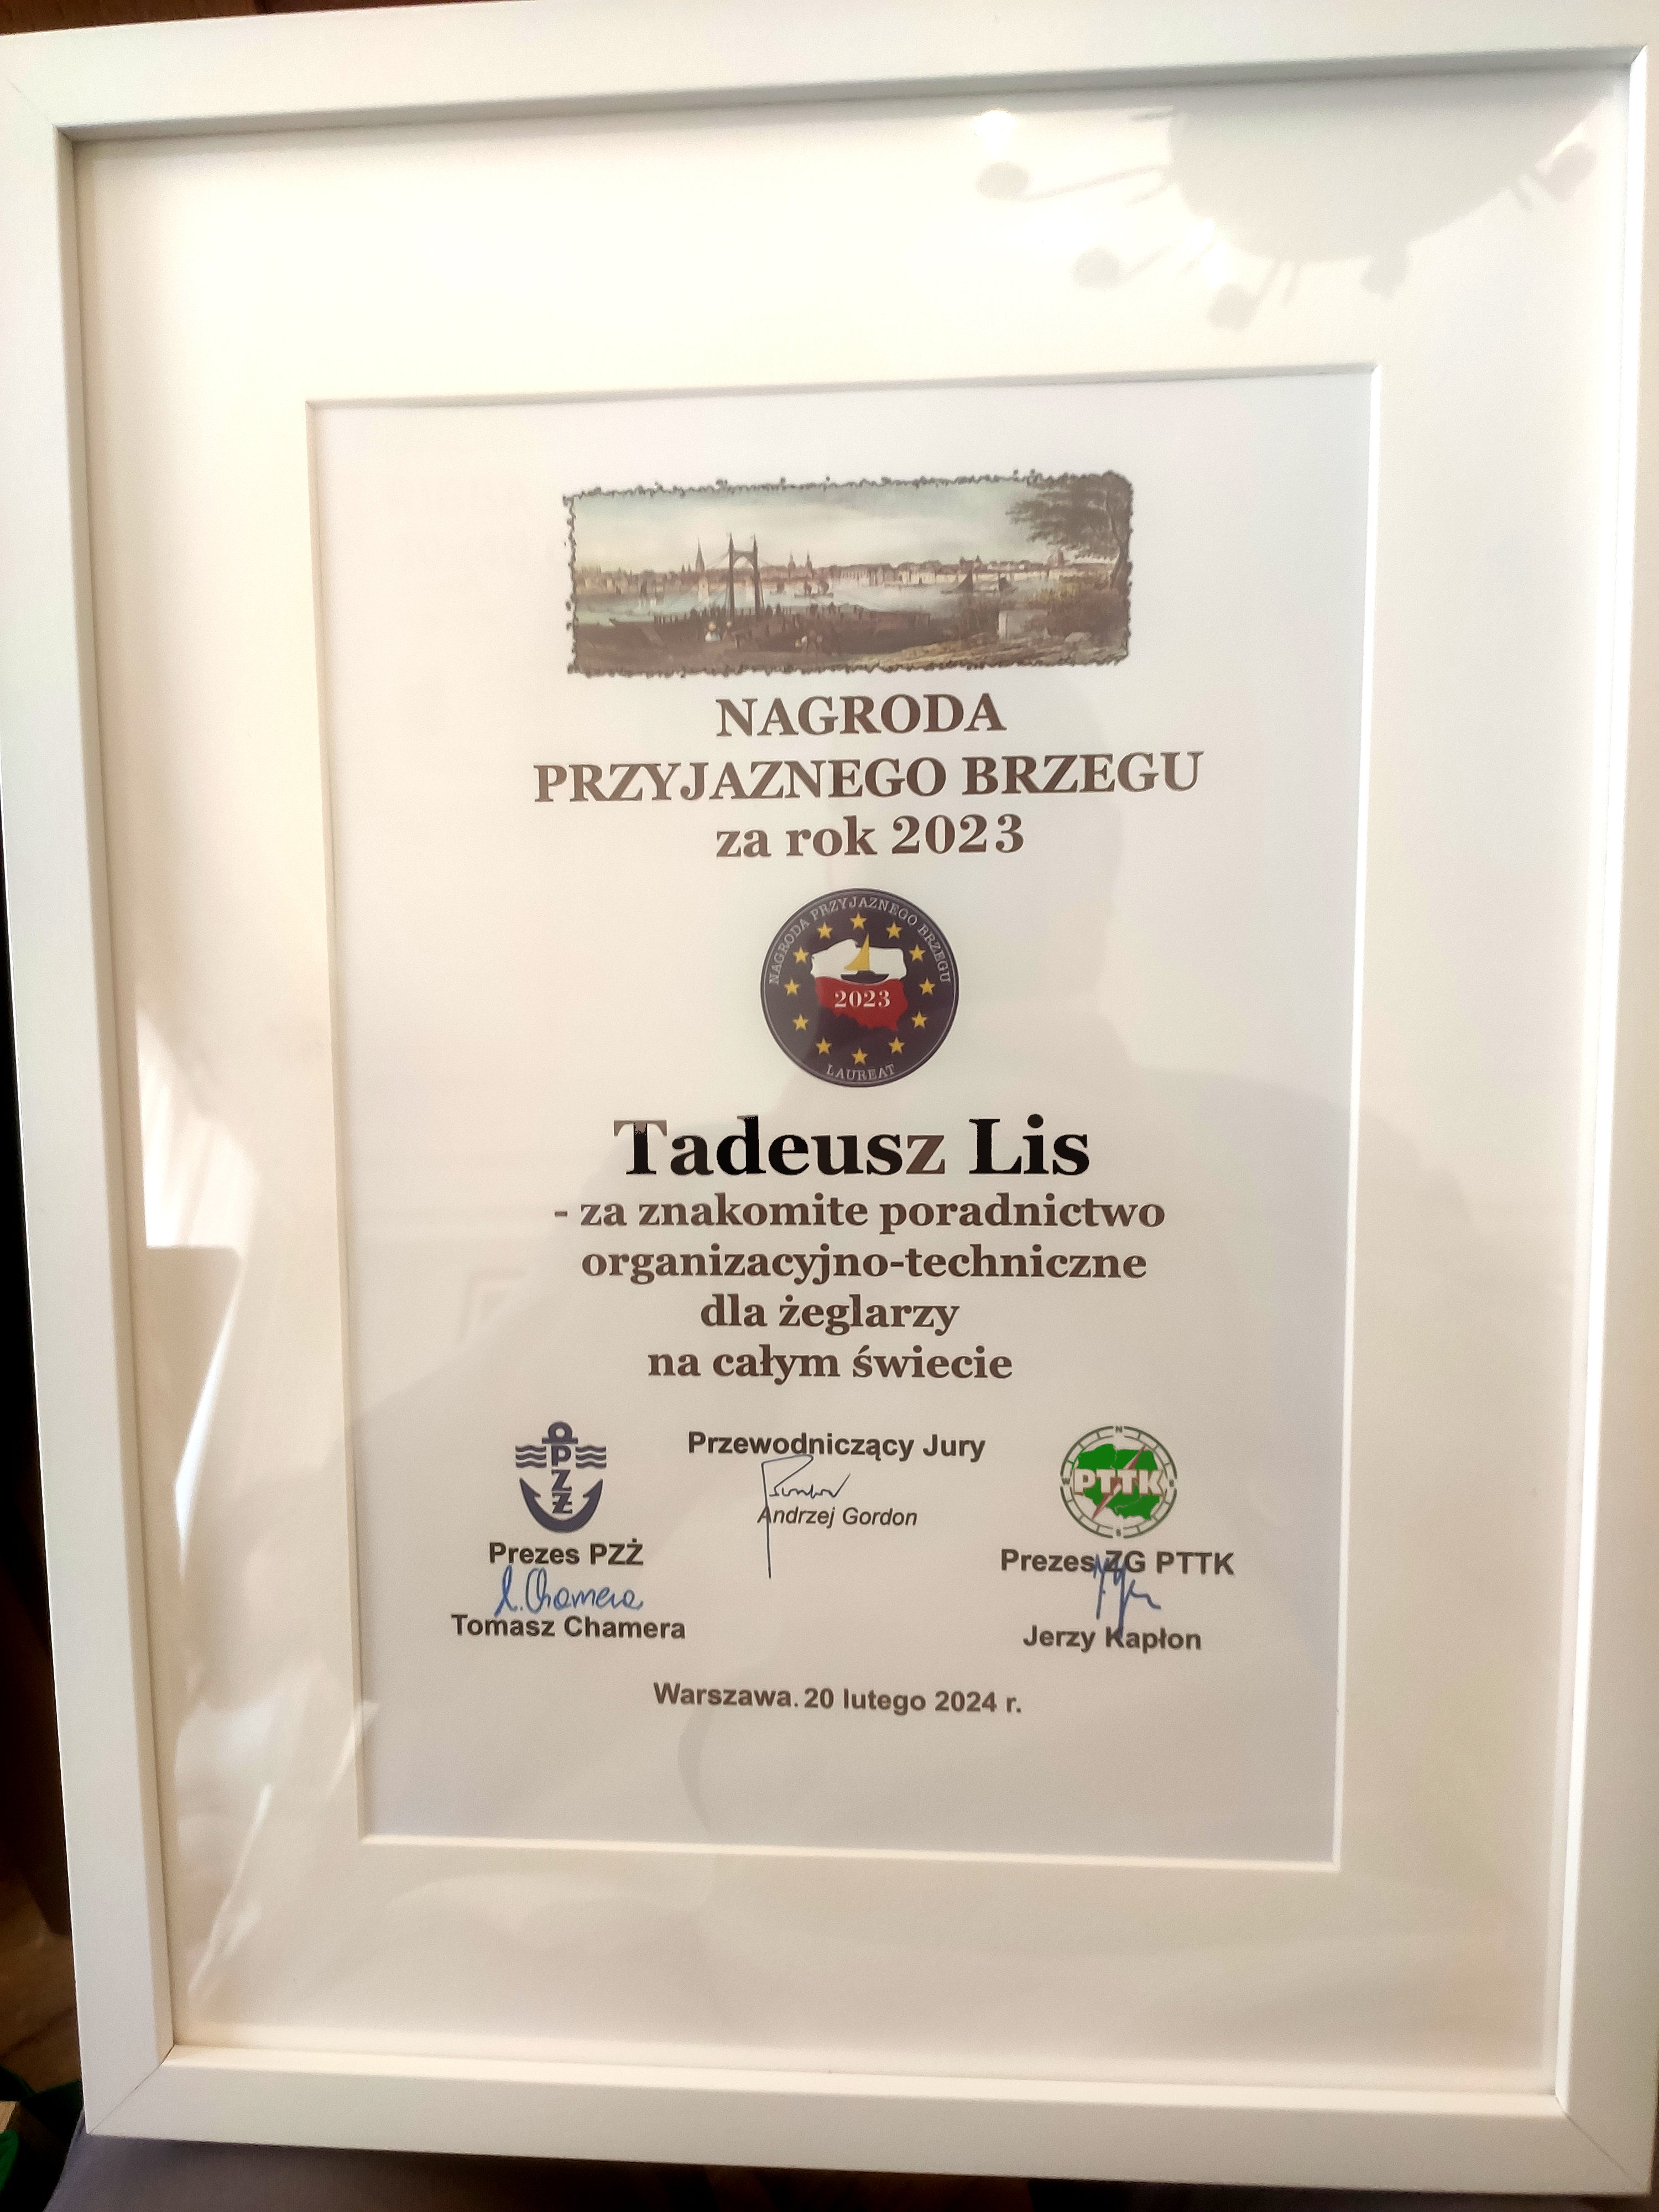 NAGRODA
PRZYJAZNEGO BRZEGU
za rok 2023
NAGRODA PRZYJAZNEGO BRZEGU
2023
LAUREAT
Tadeusz Lis
- za znakomite poradnictwo
organizacyjno-techniczne
dla żeglarzy
na całym świecie
PZŻ
Prezes PZŻ
T. Chamera
Tomasz Chamera
Przewodniczący Jury
Andrzej Gordon
N
PTTK
S
Prezes ZG PTTK
Jerzy Kapłon
Warszawa. 20 lutego 2024 r.